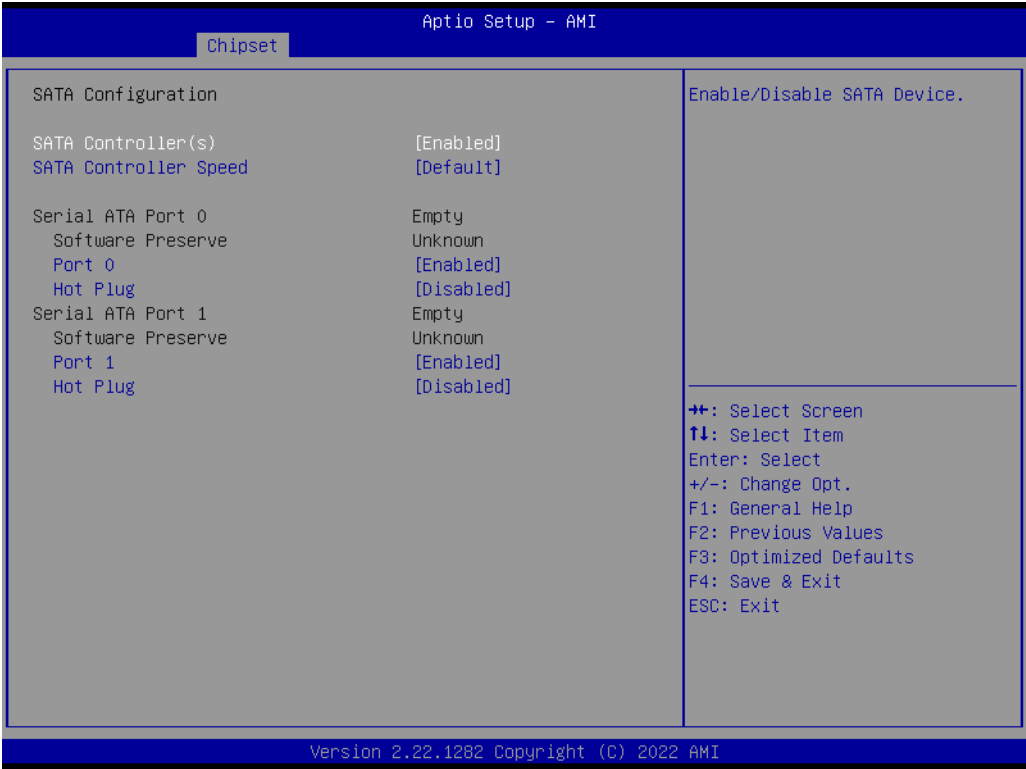 Aptio Setup – AMI
Chipset
SATA Configuration
SATA Controller(s) [Enabled]
SATA Controller Speed [Default]
Serial ATA Port 0 Empty
Software Preserve Unknown
Port 0 [Enabled]
Hot Plug [Disabled]
Serial ATA Port 1 Empty
Software Preserve Unknown
Port 1 [Enabled]
Hot Plug [Disabled]
Enable/Disable SATA Device.
→←: Select Screen
↑↓: Select Item
Enter: Select
+/-: Change Opt.
F1: General Help
F2: Previous Values
F3: Optimized Defaults
F4: Save & Exit
ESC: Exit
Version 2.22.1282 Copyright (C) 2022 AMI